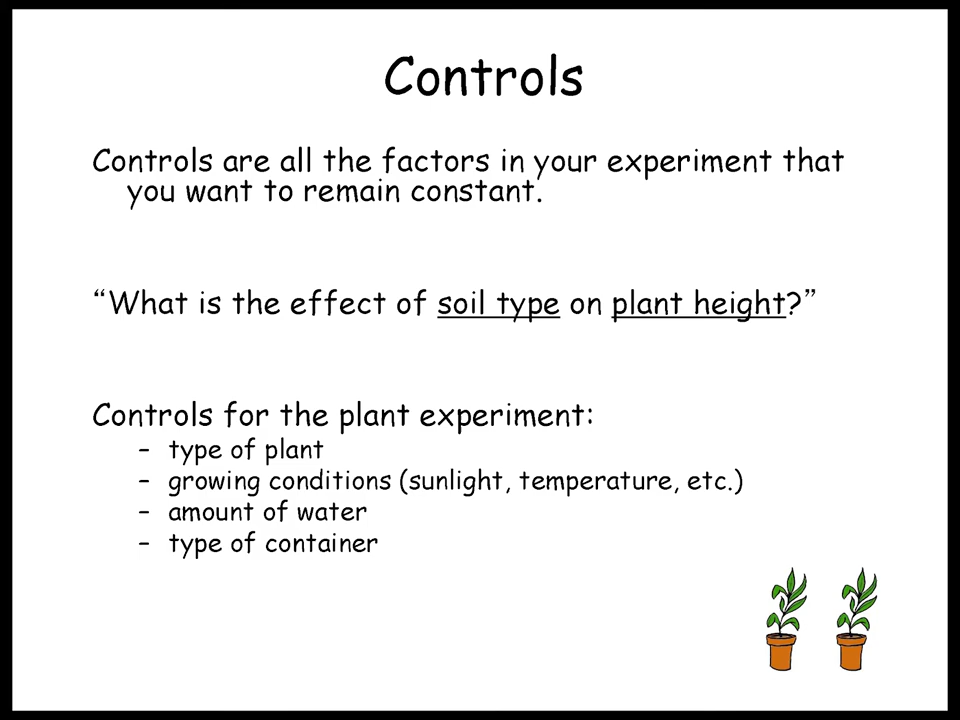 Controls
Controls are all the factors in your experiment that
you want to remain constant.
“What is the effect of soil type on plant height?”
Controls for the plant experiment:
– type of plant
– growing conditions (sunlight, temperature, etc.)
– amount of water
– type of container